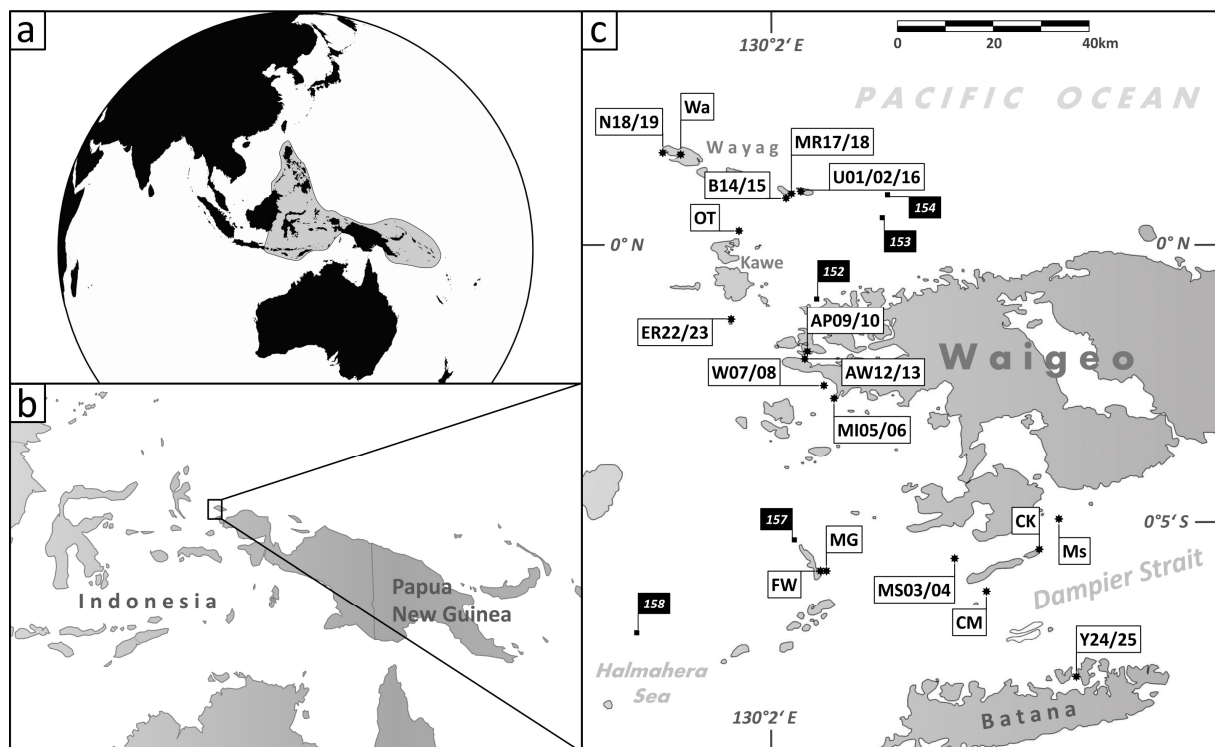 a
b
Indonesia
Papua
New Guinea
c
130°2‘ E
0
20
40km
PACIFIC OCEAN
N18/19
Wa
Wayag
MR17/18
B14/15
U01/02/16
154
OT
153
0° N
0° N
Kawe
152
ER22/23
AP09/10
Waigeo
W07/08
AW12/13
MI05/06
157
MG
CK
0°5‘ S
Ms
FW
MS03/04
Dampier Strait
CM
158
Y24/25
Halmahera
Sea
130°2‘ E
Batana